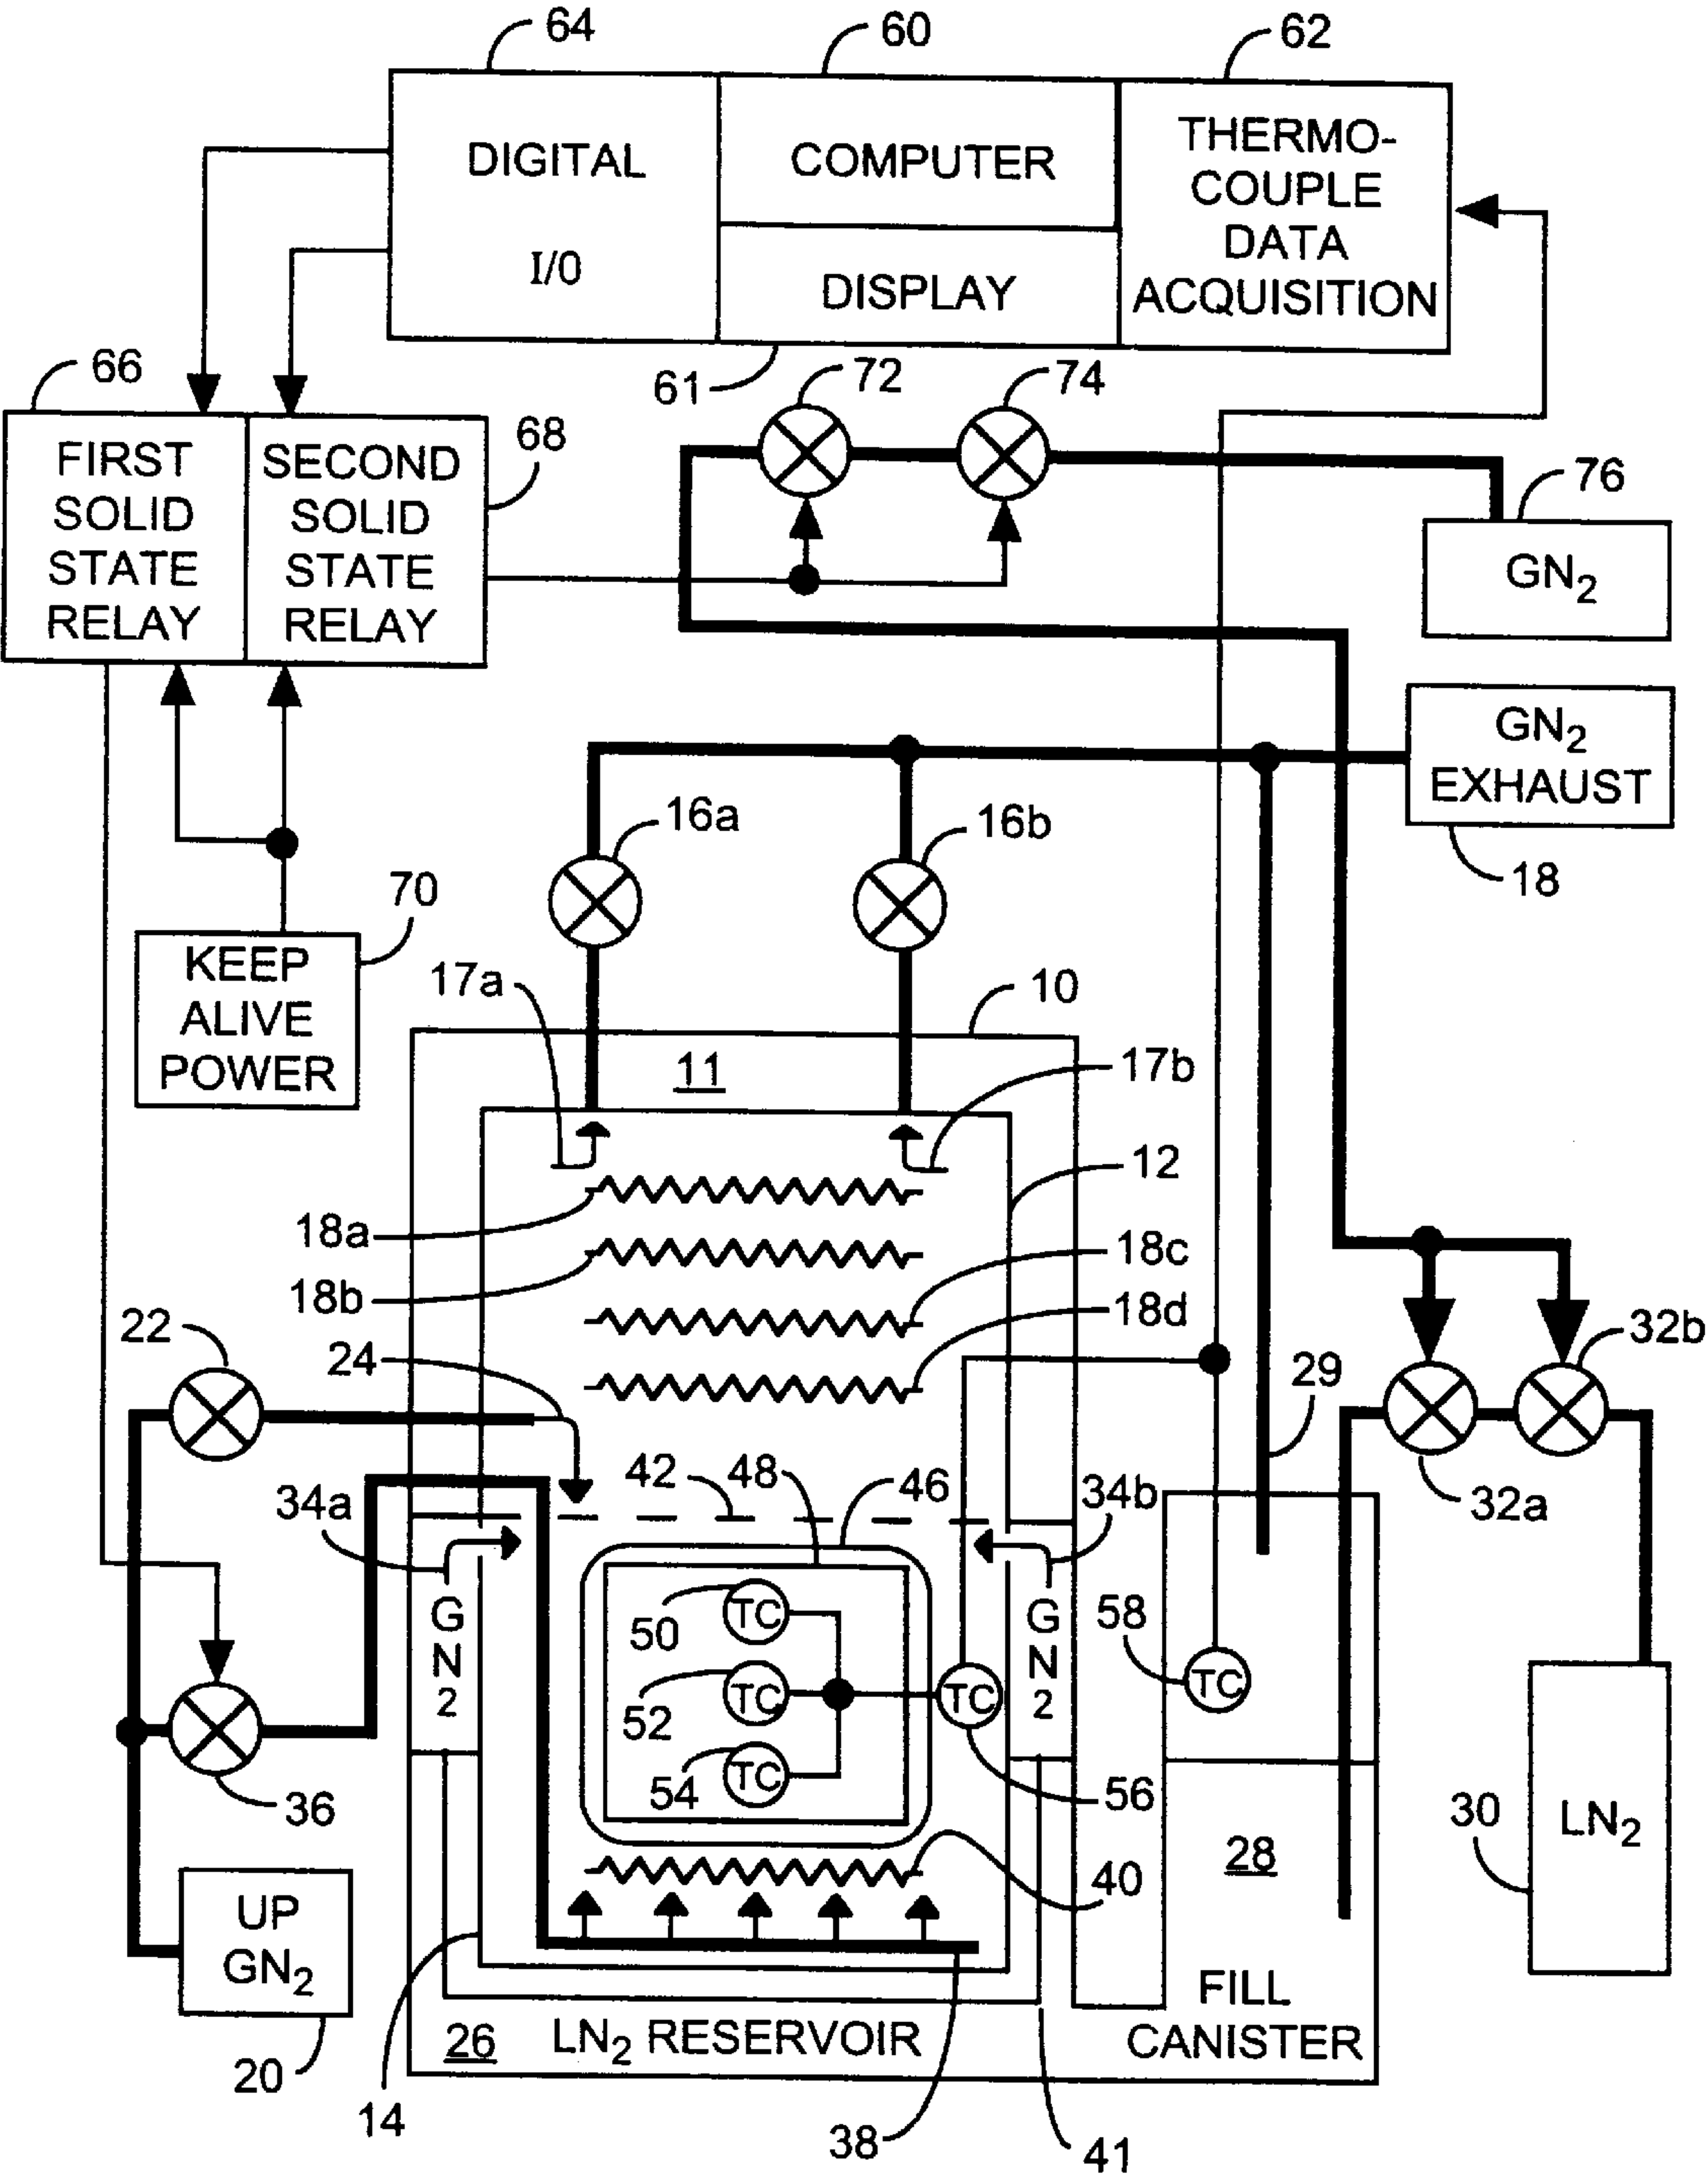 64
60
62
DIGITAL
I/0
COMPUTER
DISPLAY
THERMO-
COUPLE
DATA
ACQUISITION
66
61
72
74
68
FIRST
SOLID
STATE
RELAY
SECOND
SOLID
STATE
RELAY
76
GN2
GN2
EXHAUST
18
16a
16b
70
KEEP
ALIVE
POWER
17a
10
11
17b
12
18a
18b
18c
18d
22
24
29
32b
32a
42
48
46
34a
34b
G
N
2
G
N
2
50
TC
52
TC
54
TC
TC
56
58
TC
36
40
28
30
LN2
UP
GN2
20
FILL
CANISTER
26
LN2 RESERVOIR
14
38
41